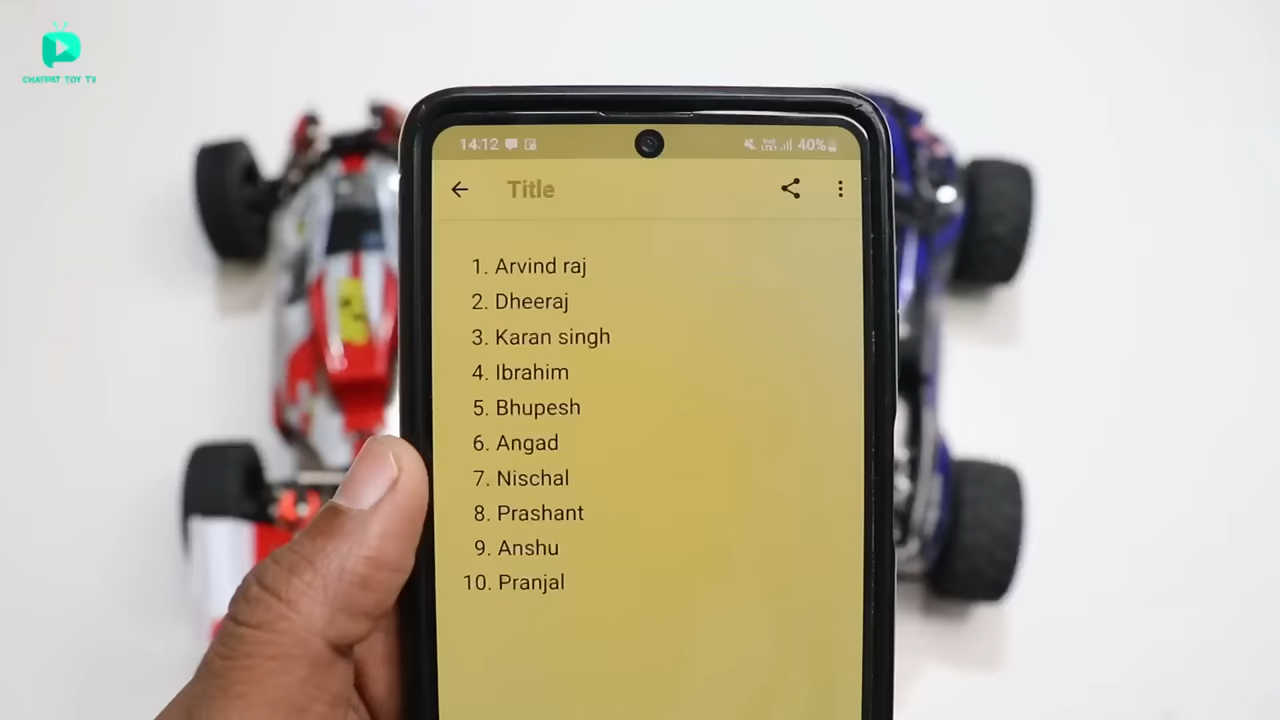 CHATPAT TOY TV
14:12 40%
Title
1. Arvind raj
2. Dheeraj
3. Karan singh
4. Ibrahim
5. Bhupesh
6. Angad
7. Nischal
8. Prashant
9. Anshu
10. Pranjal